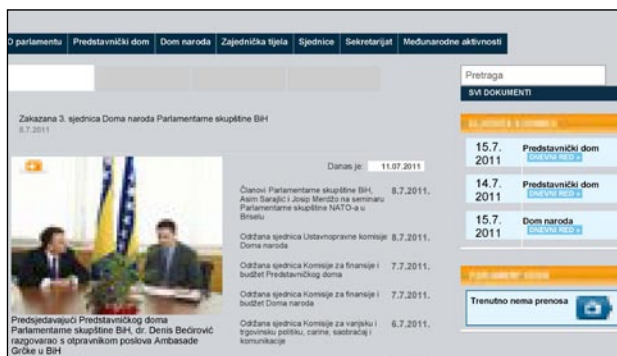 O parlamentu Predstavnički dom Dom naroda Zajednička tijela Sjednice Sekretarijat Međunarodne aktivnosti
Pretraga
SVI DOKUMENTI
Zakazana 3. sjednica Doma naroda Parlamentarne skupštine BiH
8.7.2011
Danas je: 11.07.2011
Članovi Parlamentarne skupštine BiH, 8.7.2011.
Asim Sarajlić i Josip Merdžo na seminaru
Parlamentarne skupštine NATO-a u
Briselu
Održana sjednica Ustavnopravne komisije 8.7.2011.
Doma naroda
Održana sjednica Komisije za finansije i 7.7.2011.
budžet Predstavničkog doma
Održana sjednica Komisije za finansije i 7.7.2011.
budžet Doma naroda
Održana sjednica Komisije za vanjsku i 6.7.2011.
trgovinsku politiku, carine, saobraćaj i
komunikacije
Predsjedavajući Predstavničkog doma
Parlamentarne skupštine BiH, dr. Denis Bećirović
razgovarao s otpravnikom poslova Ambasade
Grčke u BiH
15.7. Predstavnički dom
2011 DNEVNI RED »
14.7. Predstavnički dom
2011 DNEVNI RED »
15.7. Dom naroda
2011 DNEVNI RED »
Trenutno nema prenosa